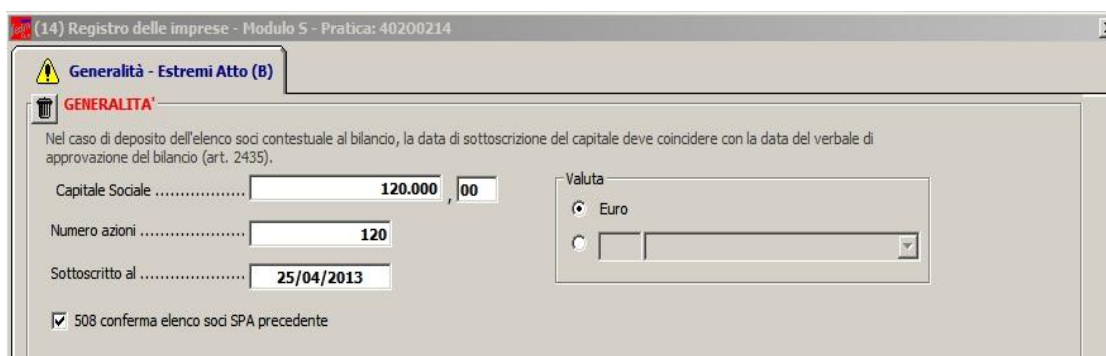 (14) Registro delle imprese - Modulo S - Pratica: 40200214
Generalità - Estremi Atto (B)
GENERALITA'
Nel caso di deposito dell'elenco soci contestuale al bilancio, la data di sottoscrizione del capitale deve coincidere con la data del verbale di
approvazione del bilancio (art. 2435).
Capitale Sociale .................. 120.000 , 00
Valuta
Euro
Numero azioni ..................... 120
Sottoscritto al ..................... 25/04/2013
508 conferma elenco soci SPA precedente